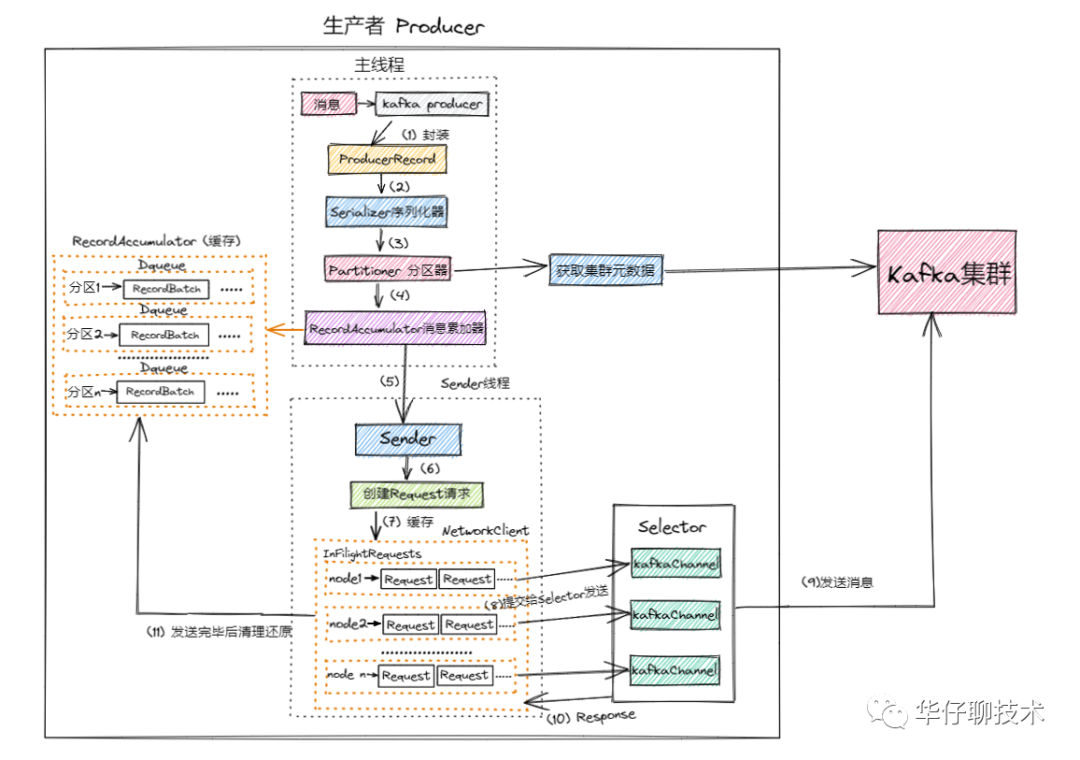 生产者 Producer
主线程
消息
kafka producer
(1) 封装
ProducerRecord
(2)
Serializer序列化器
(3)
Partitioner 分区器
获取集群元数据
Kafka集群
(4)
RecordAccumulator消息累加器
RecordAccumulator (缓存)
Dqueue
分区1
RecordBatch
.....
Dqueue
分区2
RecordBatch
.....
....................
Dqueue
分区n
RecordBatch
.....
(5)
Sender线程
Sender
(6)
创建Request请求
(7) 缓存
NetworkClient
InFilightRequests
node1
Request
Request
.....
(8)提交给Selector发送
node2
Request
Request
.....
....................
node n
Request
Request
.....
Selector
kafkaChannel
kafkaChannel
kafkaChannel
(9)发送消息
(10) Response
(11) 发送完毕后清理还原
华仔聊技术